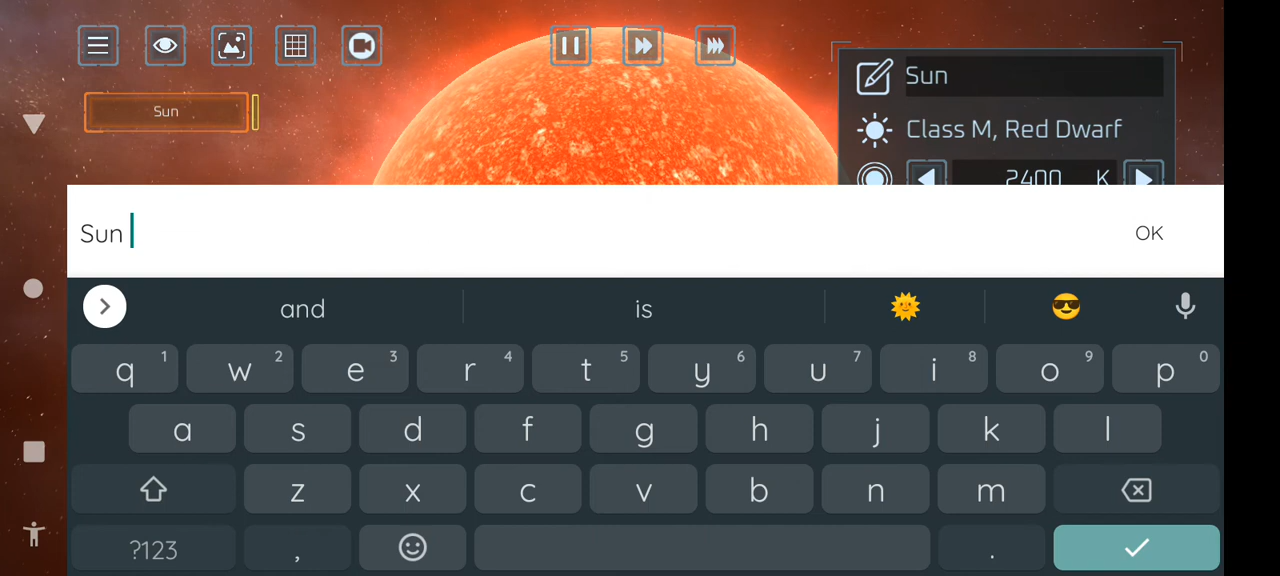 Sun
Sun
Class M, Red Dwarf
2400 K
Sun
OK
and is
q 1 w 2 e 3 r 4 t 5 y 6 u 7 i 8 o 9 p 0
a s d f g h j k l
z x c v b n m
?123 , .